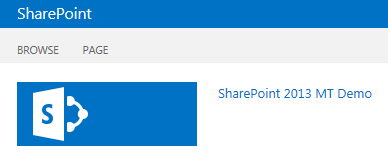 SharePoint
BROWSE PAGE
S
SharePoint 2013 MT Demo